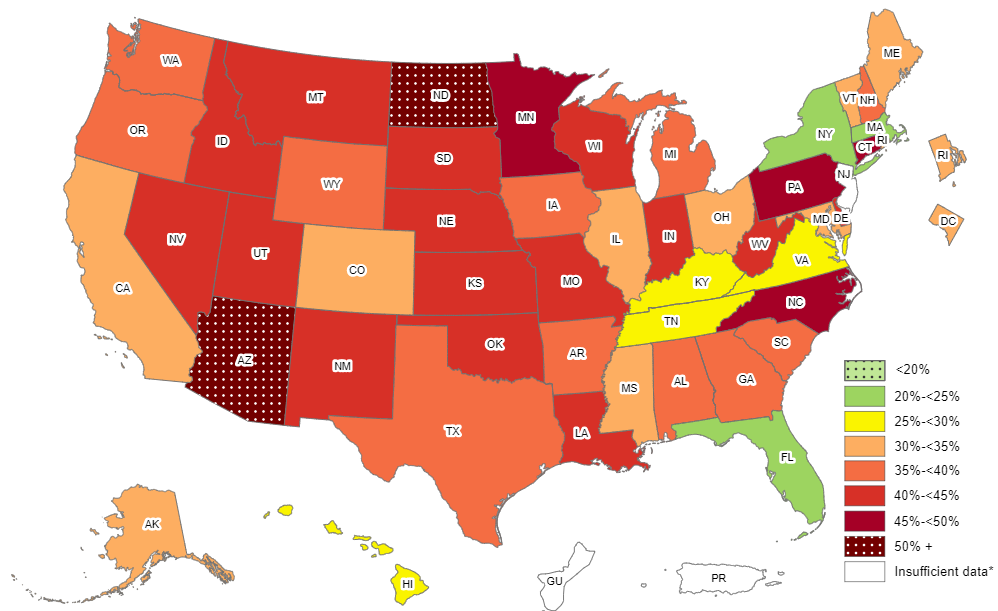 ME
WA
VT
NH
MT
ND
MN
OR
ID
WI
NY
MA
RI
CT
SD
MI
RI
WY
PA
NJ
IA
NE
OH
DC
NV
IL
IN
MD
DE
UT
WV
CO
VA
CA
KS
MO
KY
NC
TN
OK
AZ
NM
AR
SC
MS
AL
GA
TX
LA
FL
AK
HI
GU
PR
<20%
20%-<25%
25%-<30%
30%-<35%
35%-<40%
40%-<45%
45%-<50%
50% +
Insufficient data*